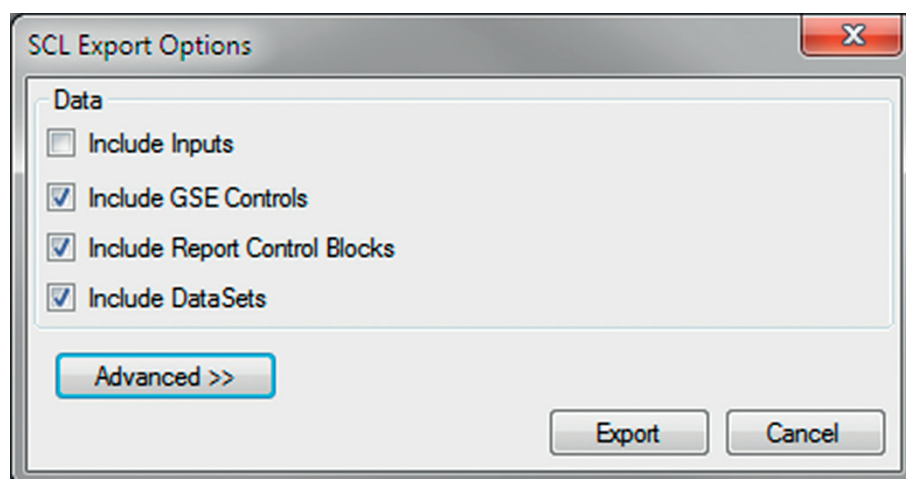 SCL Export Options
Data
Include Inputs
Include GSE Controls
Include Report Control Blocks
Include DataSets
Advanced >>
Export
Cancel